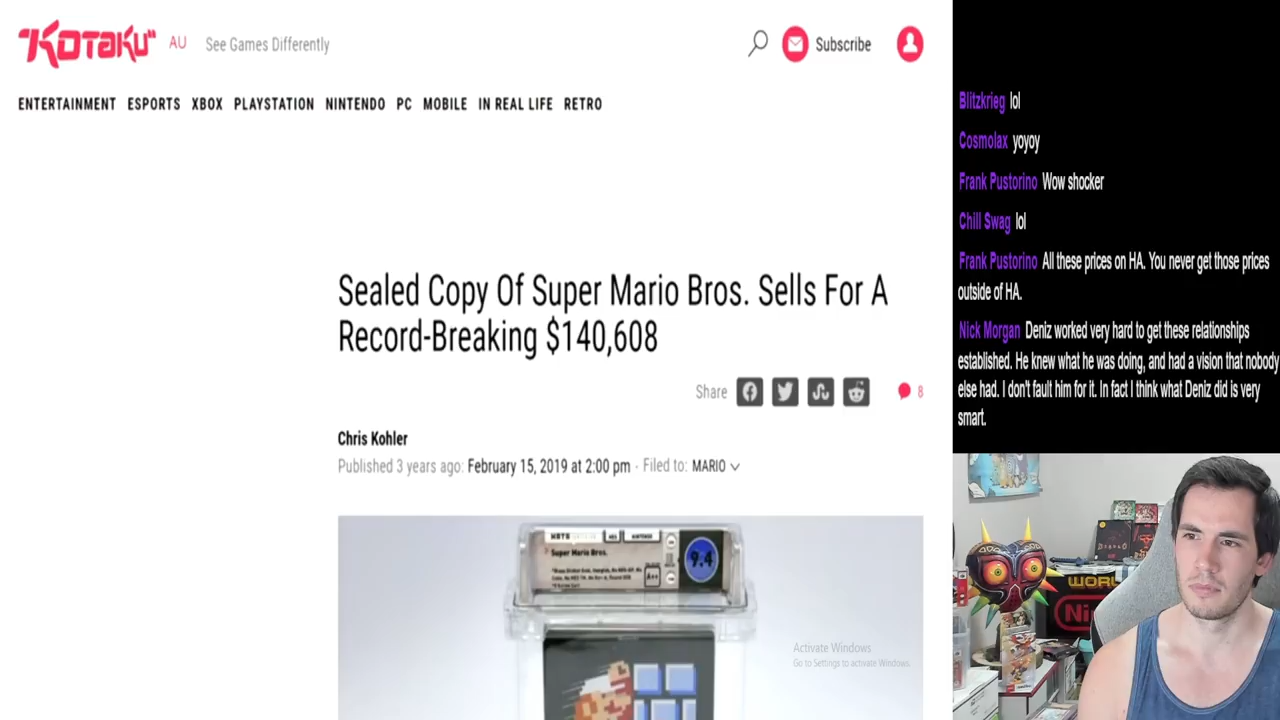 "KOTAKU" AU See Games Differently
Subscribe
ENTERTAINMENT ESPORTS XBOX PLAYSTATION NINTENDO PC MOBILE IN REAL LIFE RETRO
Sealed Copy Of Super Mario Bros. Sells For A
Record-Breaking $140,608
Share 8
Chris Kohler
Published 3 years ago: February 15, 2019 at 2:00 pm · Filed to: MARIO
Super Mario Bros.
A++
9.4
Activate Windows
Go to Settings to activate Windows.
Blitzkrieg lol
Cosmolax yoyoy
Frank Pustorino Wow shocker
Chill Swag lol
Frank Pustorino All these prices on HA. You never get those prices
outside of HA.
Nick Morgan Deniz worked very hard to get these relationships
established. He knew what he was doing, and had a vision that nobody
else had. I don't fault him for it. In fact I think what Deniz did is very
smart.
WORL
Ni